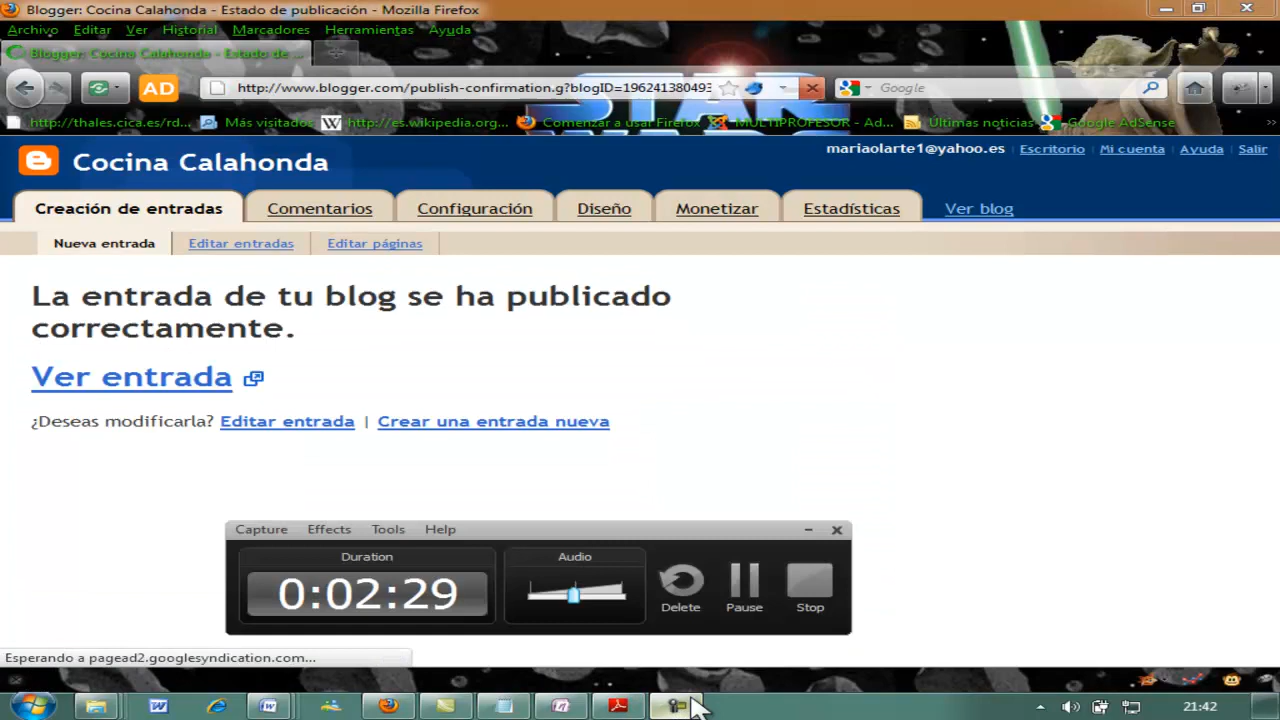 Blogger: Cocina Calahonda - Estado de publicación - Mozilla Firefox
Archivo Editar Ver Historial Marcadores Herramientas Ayuda
Blogger: Cocina Calahonda - Estado de ...
AD http://www.blogger.com/publish-confirmation.g?blogID=196241380493 Google
http://thales.cica.es/rd... Más visitados http://es.wikipedia.org... Comenzar a usar Firefox MULTIPROFESOR - Ad... Últimas noticias Google AdSense
STAR
Cocina Calahonda
mariaolarte1@yahoo.es | Escritorio | Mi cuenta | Ayuda | Salir
Creación de entradas Comentarios Configuración Diseño Monetizar Estadísticas Ver blog
Nueva entrada Editar entradas Editar páginas
La entrada de tu blog se ha publicado
correctamente.
Ver entrada
¿Deseas modificarla? Editar entrada | Crear una entrada nueva
Capture Effects Tools Help
Duration Audio
0:02:29
Delete Pause Stop
Esperando a pagead2.googlesyndication.com...
21:42